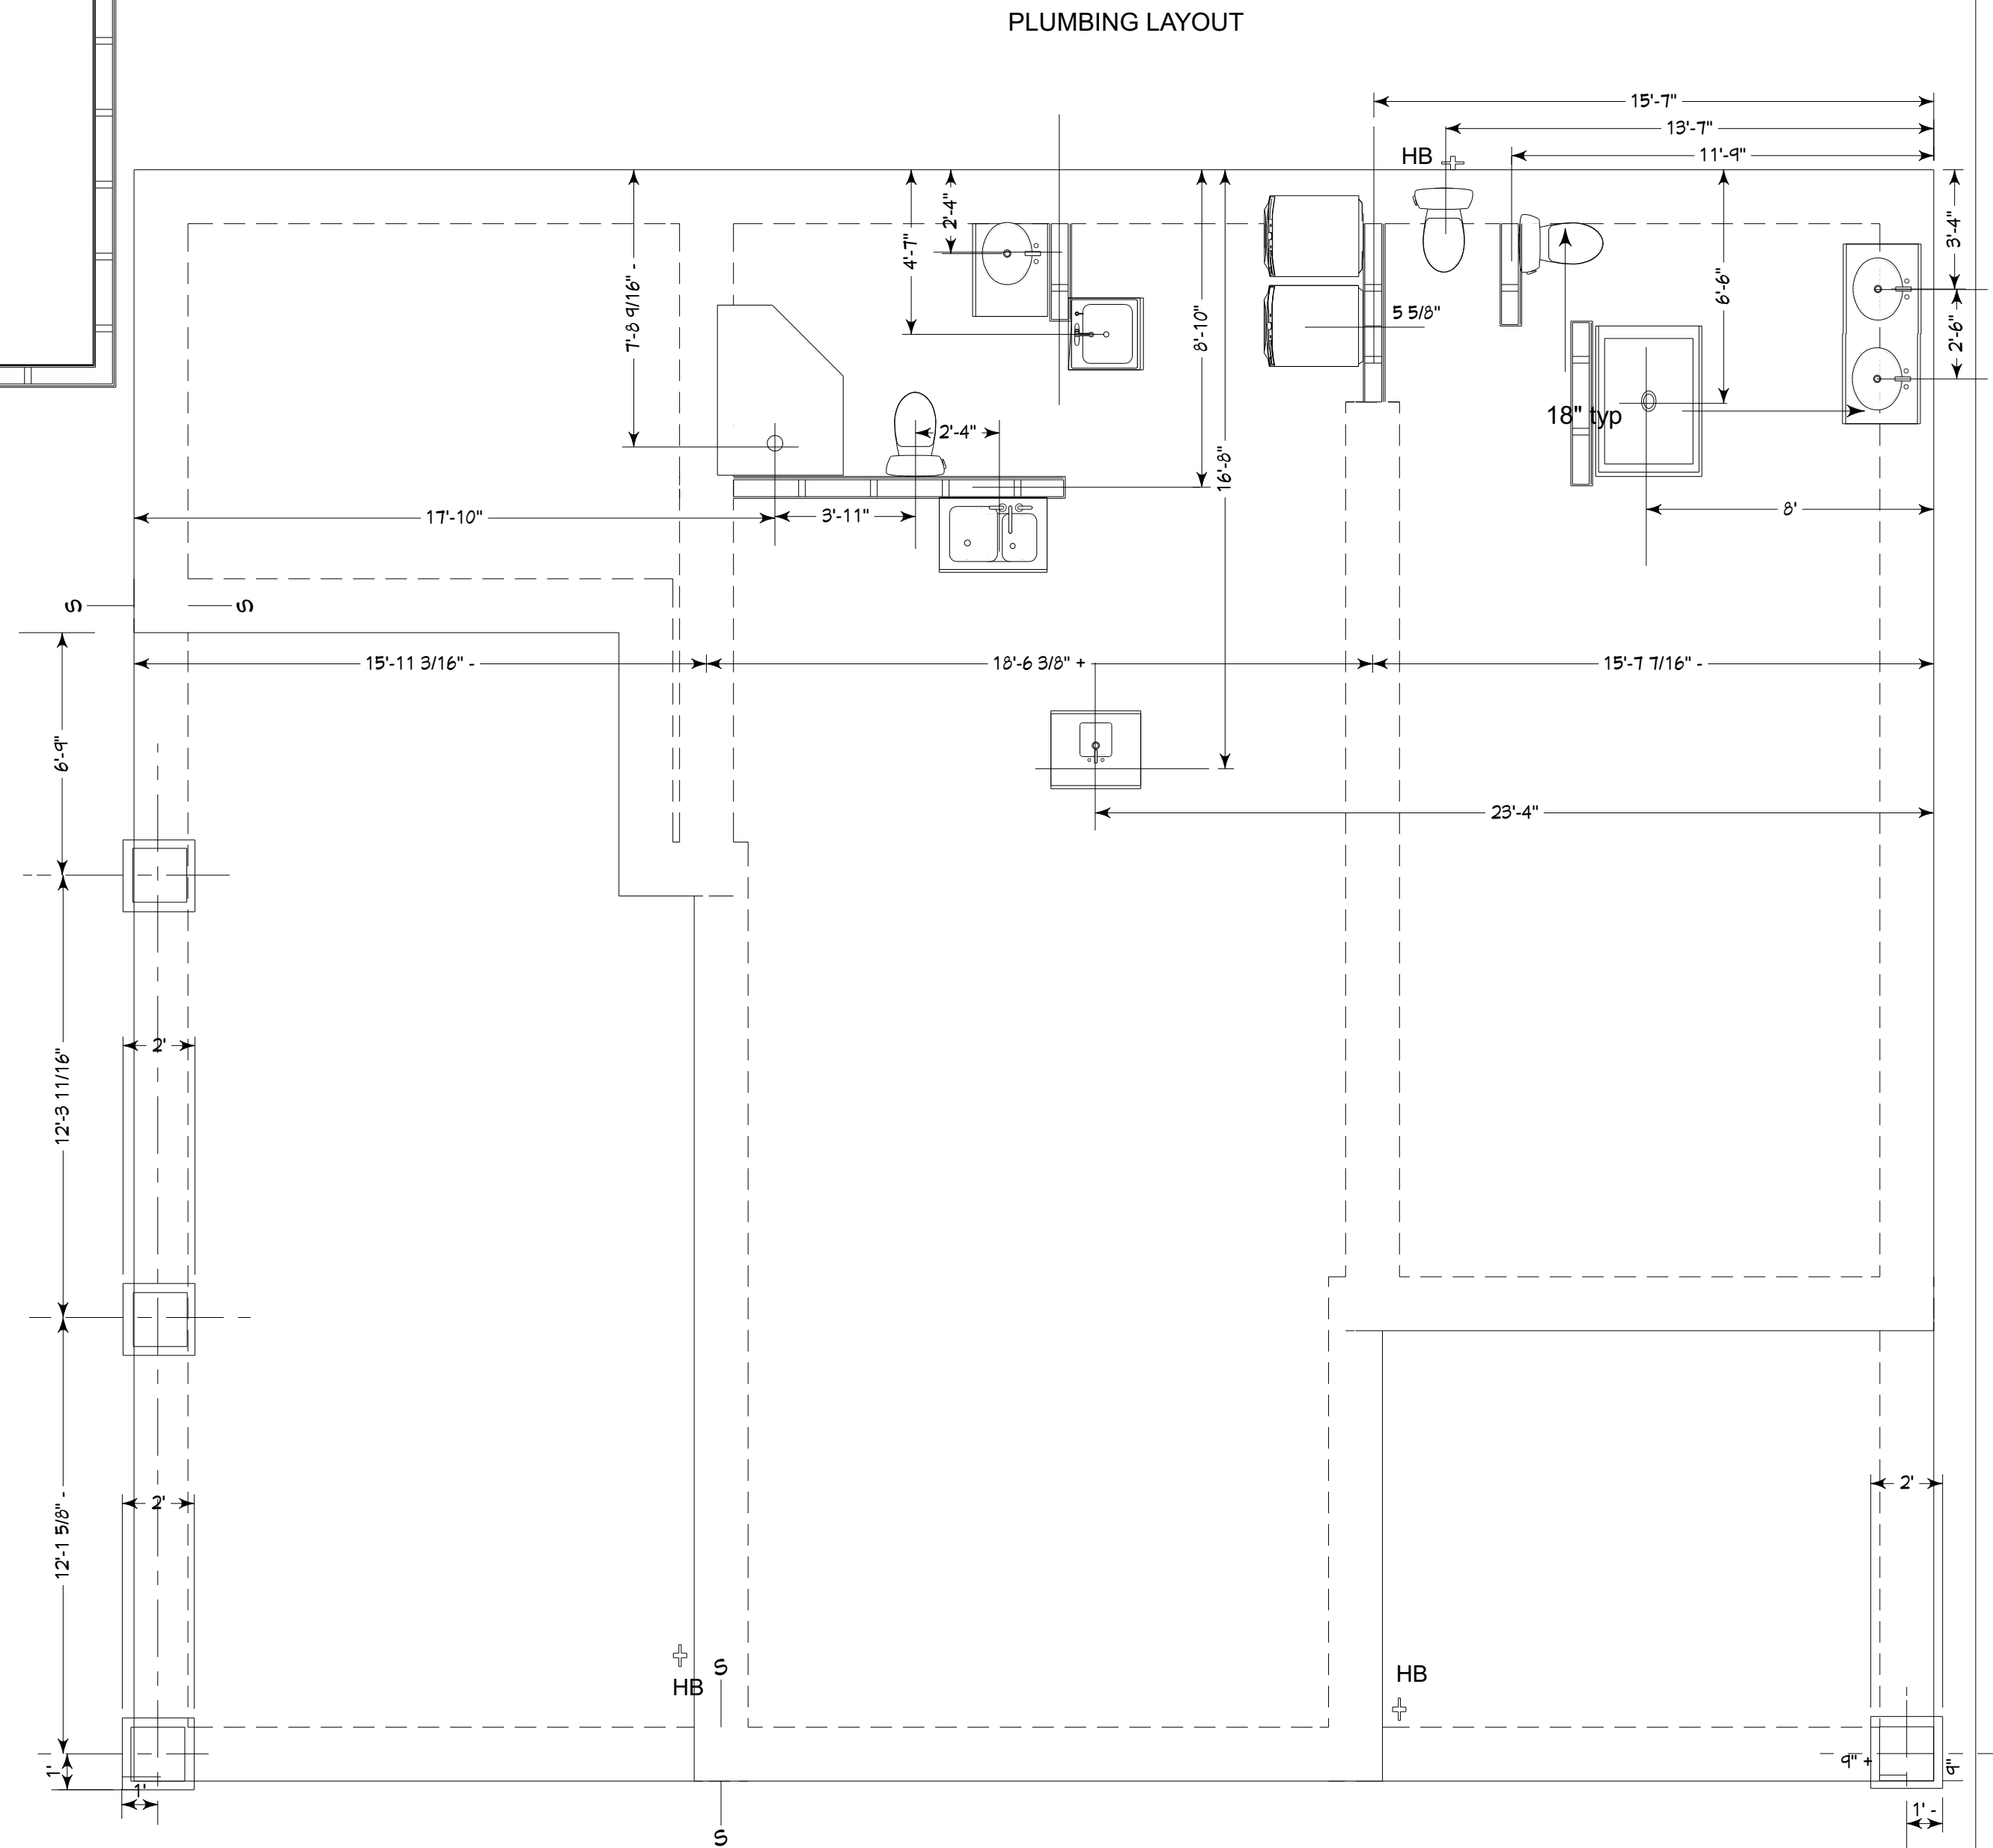 PLUMBING LAYOUT
15'-7"
13'-7"
HB
11'-9"
2'-4"
3'-4"
4'-7"
6'-6"
7'-8 9/16" -
8'-10"
5 5/8"
2'-6"
18" typ
2'-4"
16'-8"
17'-10"
3'-11"
8'
S
S
15'-11 3/16" -
18'-6 3/8" +
15'-7 7/16" -
6'-9"
23'-4"
2'
12'-3 11/16"
2'
2'
12'-1 5/8" -
S
HB
HB
1'
1'
9" +
9"
1' -
S